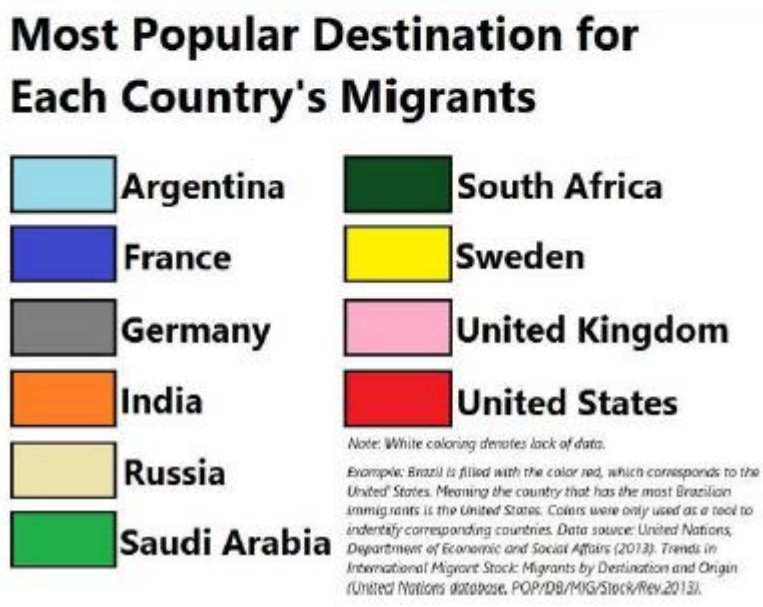 Most Popular Destination for
Each Country's Migrants
Argentina
France
Germany
India
Russia
Saudi Arabia
South Africa
Sweden
United Kingdom
United States
Note: White coloring denotes lack of data.
Example: Brazil is filled with the color red, which corresponds to the
United' States. Meaning the country that has the most Brazilian
immigrants is the United States. Colors were only used as a tool to
indentify corresponding countries. Data source: United Nations,
Department of Economic and Social Affairs (2013). Trends in
International Migrant Stock: Migrants by Destination and Origin
(United Nations database, POP/DB/MIG/Stock/Rev.2013).